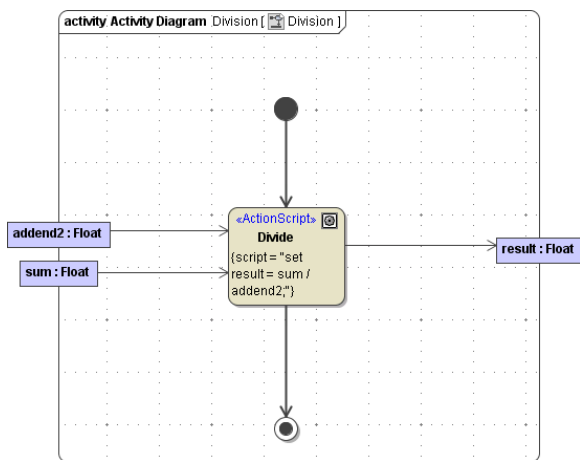 activity Activity Diagram Division [ Division ]
addend2 : Float
sum : Float
«ActionScript»
Divide
{script = "set
result = sum /
addend2;"}
result : Float